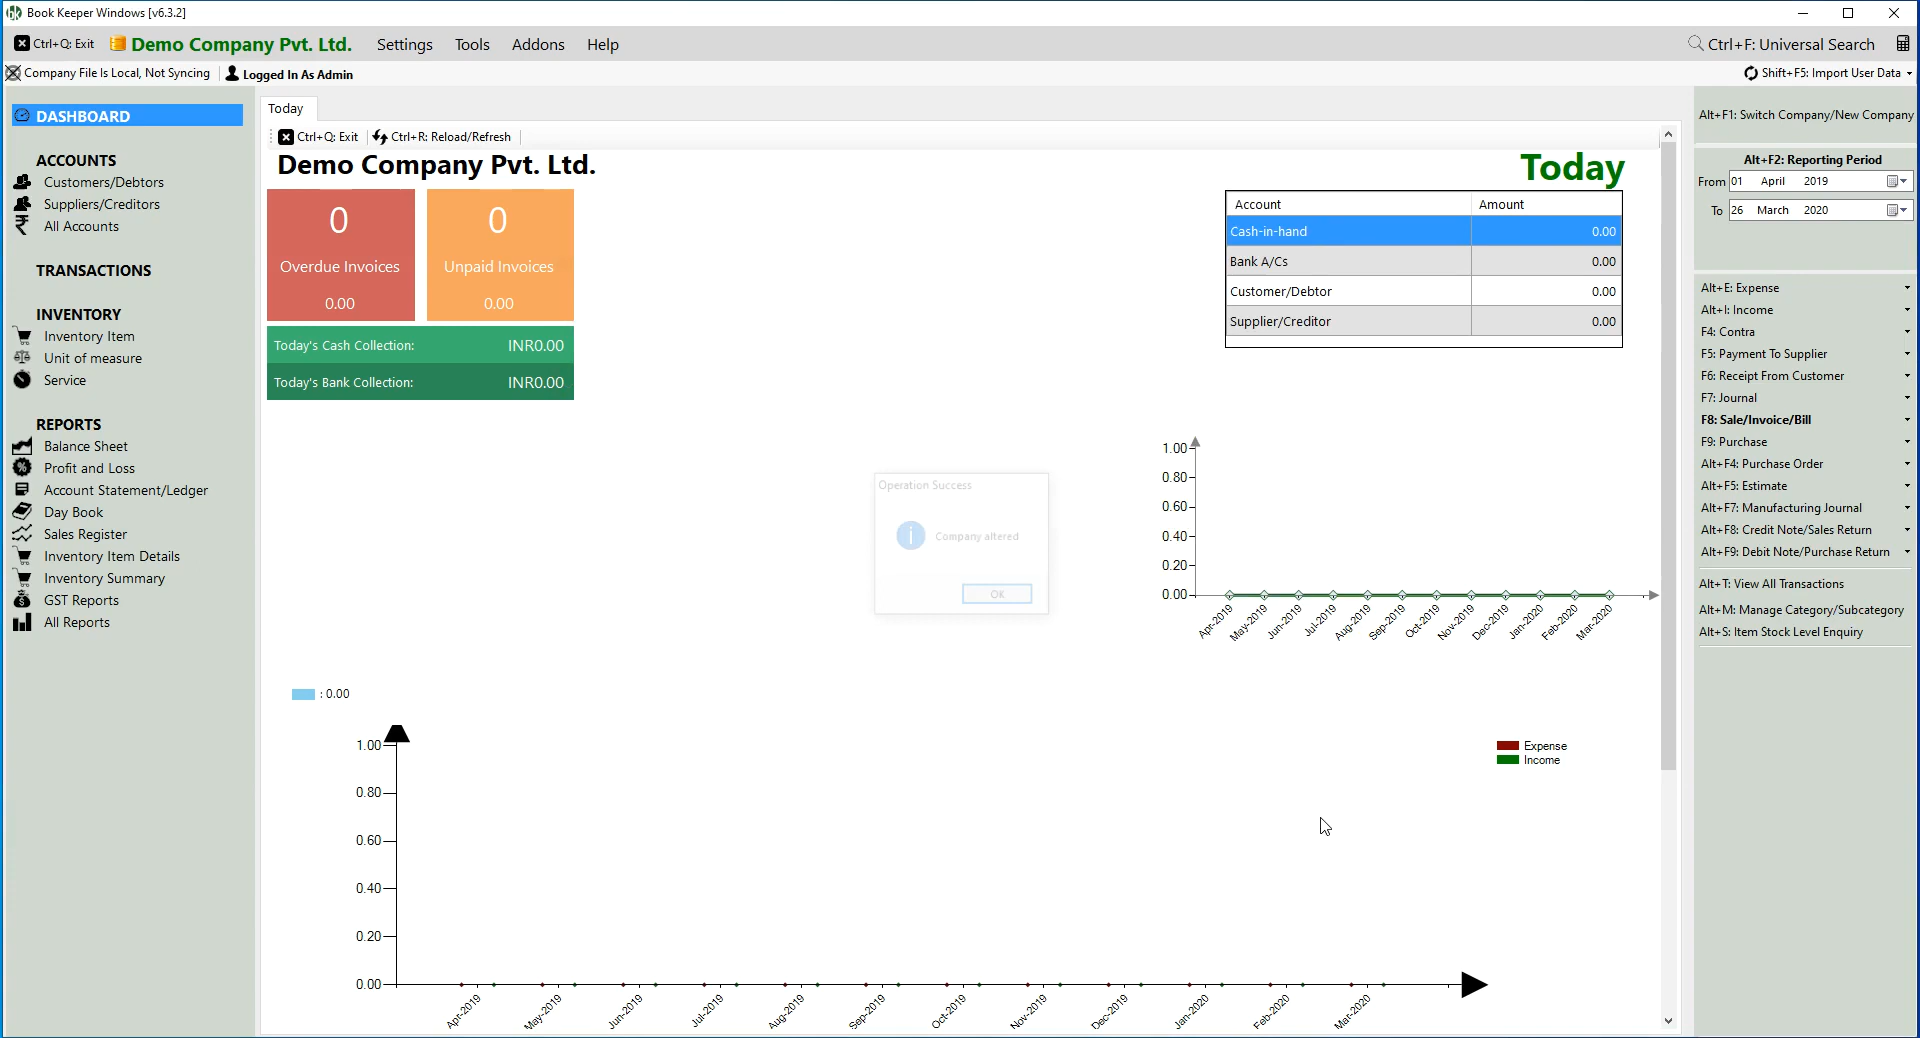 Book Keeper Windows [v6.3.2]
Ctrl+Q: Exit Demo Company Pvt. Ltd. Settings Tools Addons Help Ctrl+F: Universal Search
Company File Is Local, Not Syncing Logged In As Admin Shift+F5: Import User Data
DASHBOARD
ACCOUNTS
Customers/Debtors
Suppliers/Creditors
All Accounts
TRANSACTIONS
INVENTORY
Inventory Item
Unit of measure
Service
REPORTS
Balance Sheet
Profit and Loss
Account Statement/Ledger
Day Book
Sales Register
Inventory Item Details
Inventory Summary
GST Reports
All Reports
Today
Ctrl+Q: Exit Ctrl+R: Reload/Refresh
Demo Company Pvt. Ltd.
Today
0
Overdue Invoices
0.00
0
Unpaid Invoices
0.00
Today's Cash Collection: INR0.00
Today's Bank Collection: INR0.00
Account Amount
Cash-in-hand 0.00
Bank A/Cs 0.00
Customer/Debtor 0.00
Supplier/Creditor 0.00
Operation Success
Company altered
OK
1.00
0.80
0.60
0.40
0.20
0.00
Apr-2019 May-2019 Jun-2019 Jul-2019 Aug-2019 Sep-2019 Oct-2019 Nov-2019 Dec-2019 Jan-2020 Feb-2020 Mar-2020
: 0.00
1.00
0.80
0.60
0.40
0.20
0.00
Apr-2019 May-2019 Jun-2019 Jul-2019 Aug-2019 Sep-2019 Oct-2019 Nov-2019 Dec-2019 Jan-2020 Feb-2020 Mar-2020
Expense
Income
Alt+F1: Switch Company/New Company
Alt+F2: Reporting Period
From 01 April 2019
To 26 March 2020
Alt+E: Expense
Alt+I: Income
F4: Contra
F5: Payment To Supplier
F6: Receipt From Customer
F7: Journal
F8: Sale/Invoice/Bill
F9: Purchase
Alt+F4: Purchase Order
Alt+F5: Estimate
Alt+F7: Manufacturing Journal
Alt+F8: Credit Note/Sales Return
Alt+F9: Debit Note/Purchase Return
Alt+T: View All Transactions
Alt+M: Manage Category/Subcategory
Alt+S: Item Stock Level Enquiry